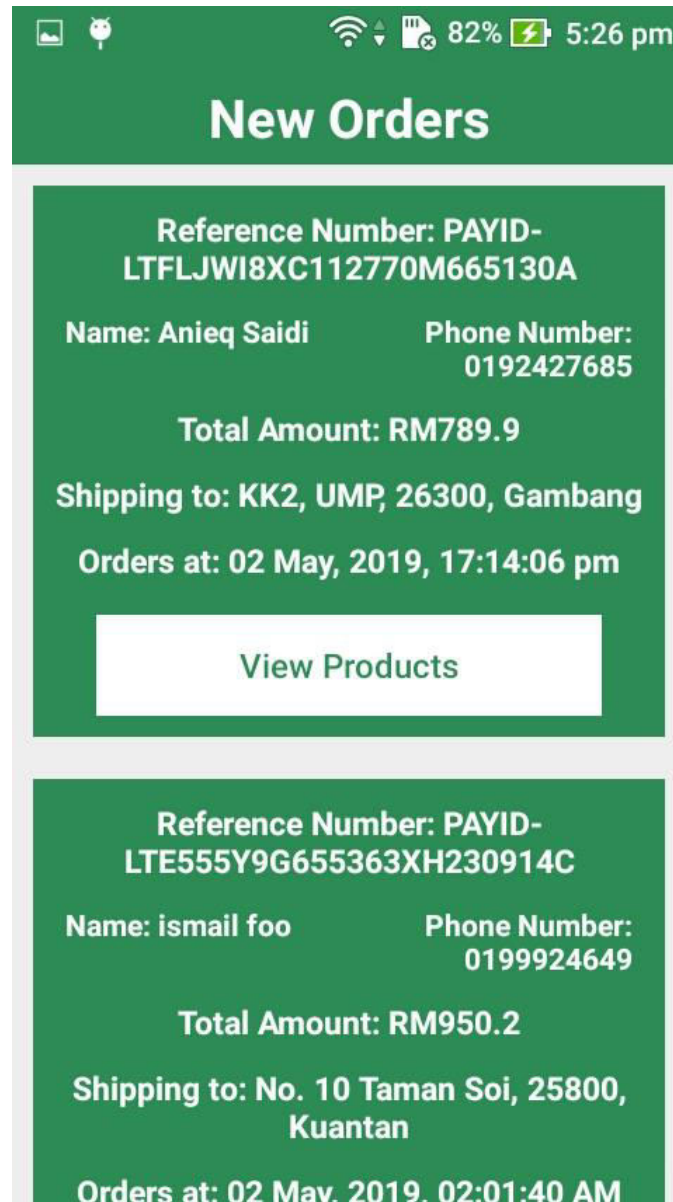 82% 5:26 pm
New Orders
Reference Number: PAYID-
LTFLJWI8XC112770M665130A
Name: Anieq Saidi Phone Number:
0192427685
Total Amount: RM789.9
Shipping to: KK2, UMP, 26300, Gambang
Orders at: 02 May, 2019, 17:14:06 pm
View Products
Reference Number: PAYID-
LTE555Y9G655363XH230914C
Name: ismail foo Phone Number:
0199924649
Total Amount: RM950.2
Shipping to: No. 10 Taman Soi, 25800,
Kuantan
Orders at: 02 May, 2019, 02:01:40 AM